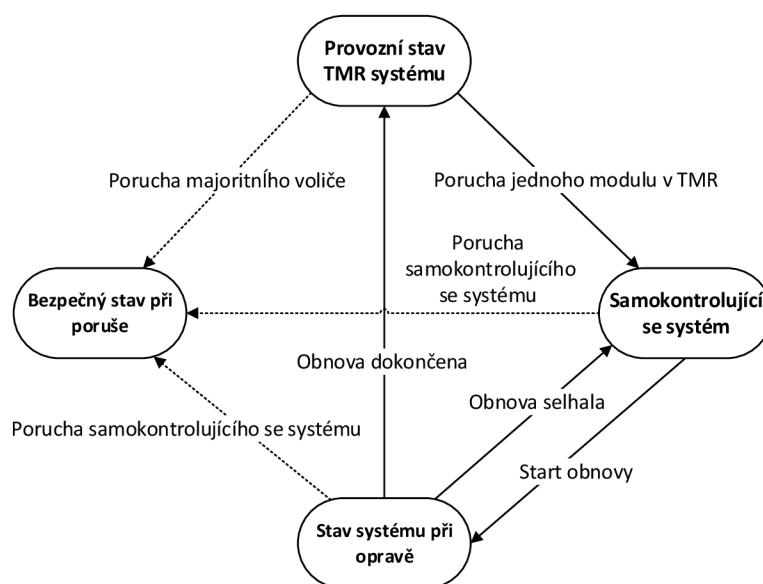 Provozní stav
TMR systému
Porucha majoritního voliče
Porucha jednoho modulu v TMR
Porucha
samokontrolujícího
se systému
Bezpečný stav při
poruše
Samokontrolující
se systém
Obnova dokončena
Obnova selhala
Porucha samokontrolujícího se systému
Start obnovy
Stav systému při
opravě